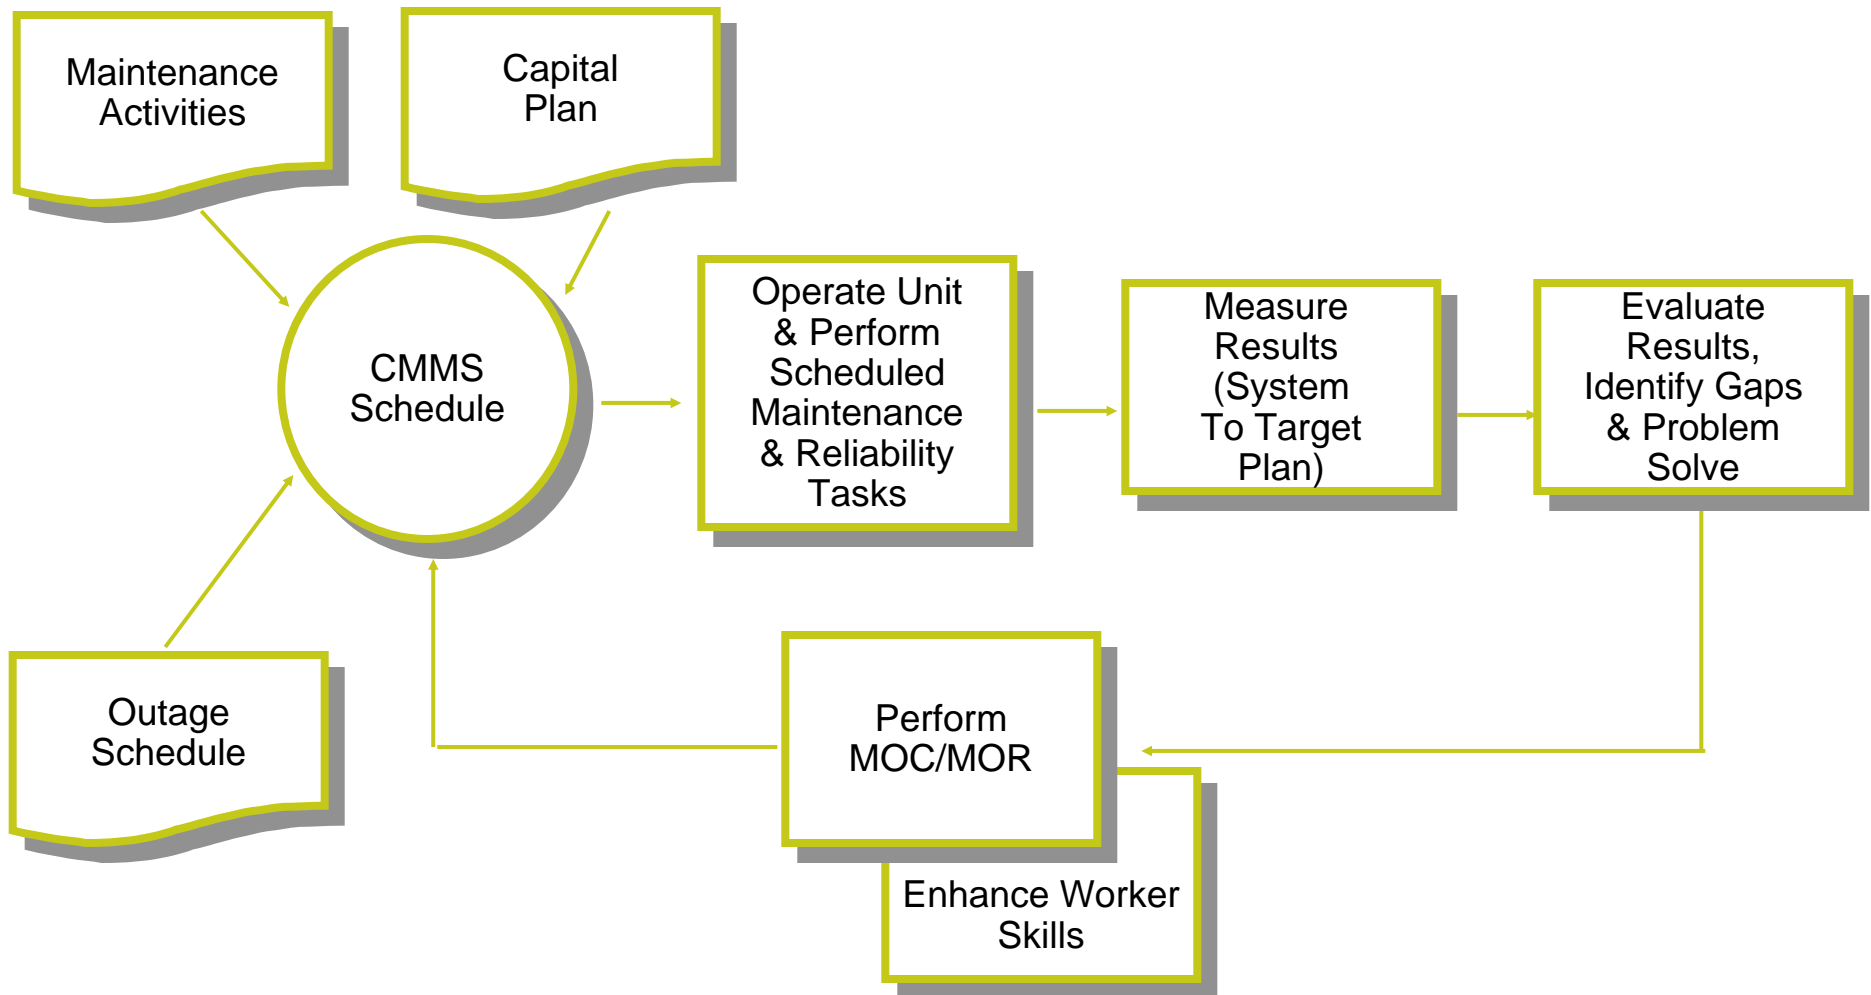 Maintenance
Activities
Capital
Plan
CMMS
Schedule
Operate Unit
& Perform
Scheduled
Maintenance
& Reliability
Tasks
Measure
Results
(System
To Target
Plan)
Evaluate
Results,
Identify Gaps
& Problem
Solve
Outage
Schedule
Perform
MOC/MOR
Enhance Worker
Skills